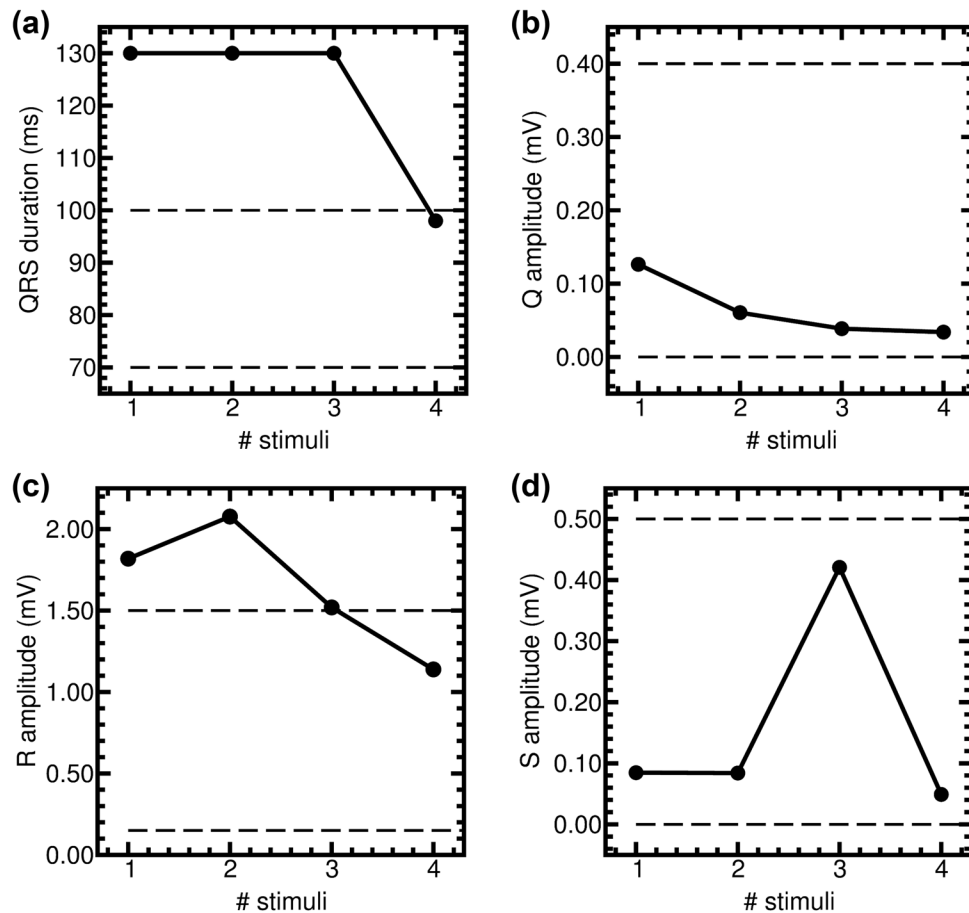 (a)
QRS duration (ms)
130
120
110
100
90
80
70
1 2 3 4
# stimuli
(b)
Q amplitude (mV)
0.40
0.30
0.20
0.10
0.00
1 2 3 4
# stimuli
(c)
R amplitude (mV)
2.00
1.50
1.00
0.50
0.00
1 2 3 4
# stimuli
(d)
S amplitude (mV)
0.50
0.40
0.30
0.20
0.10
0.00
1 2 3 4
# stimuli